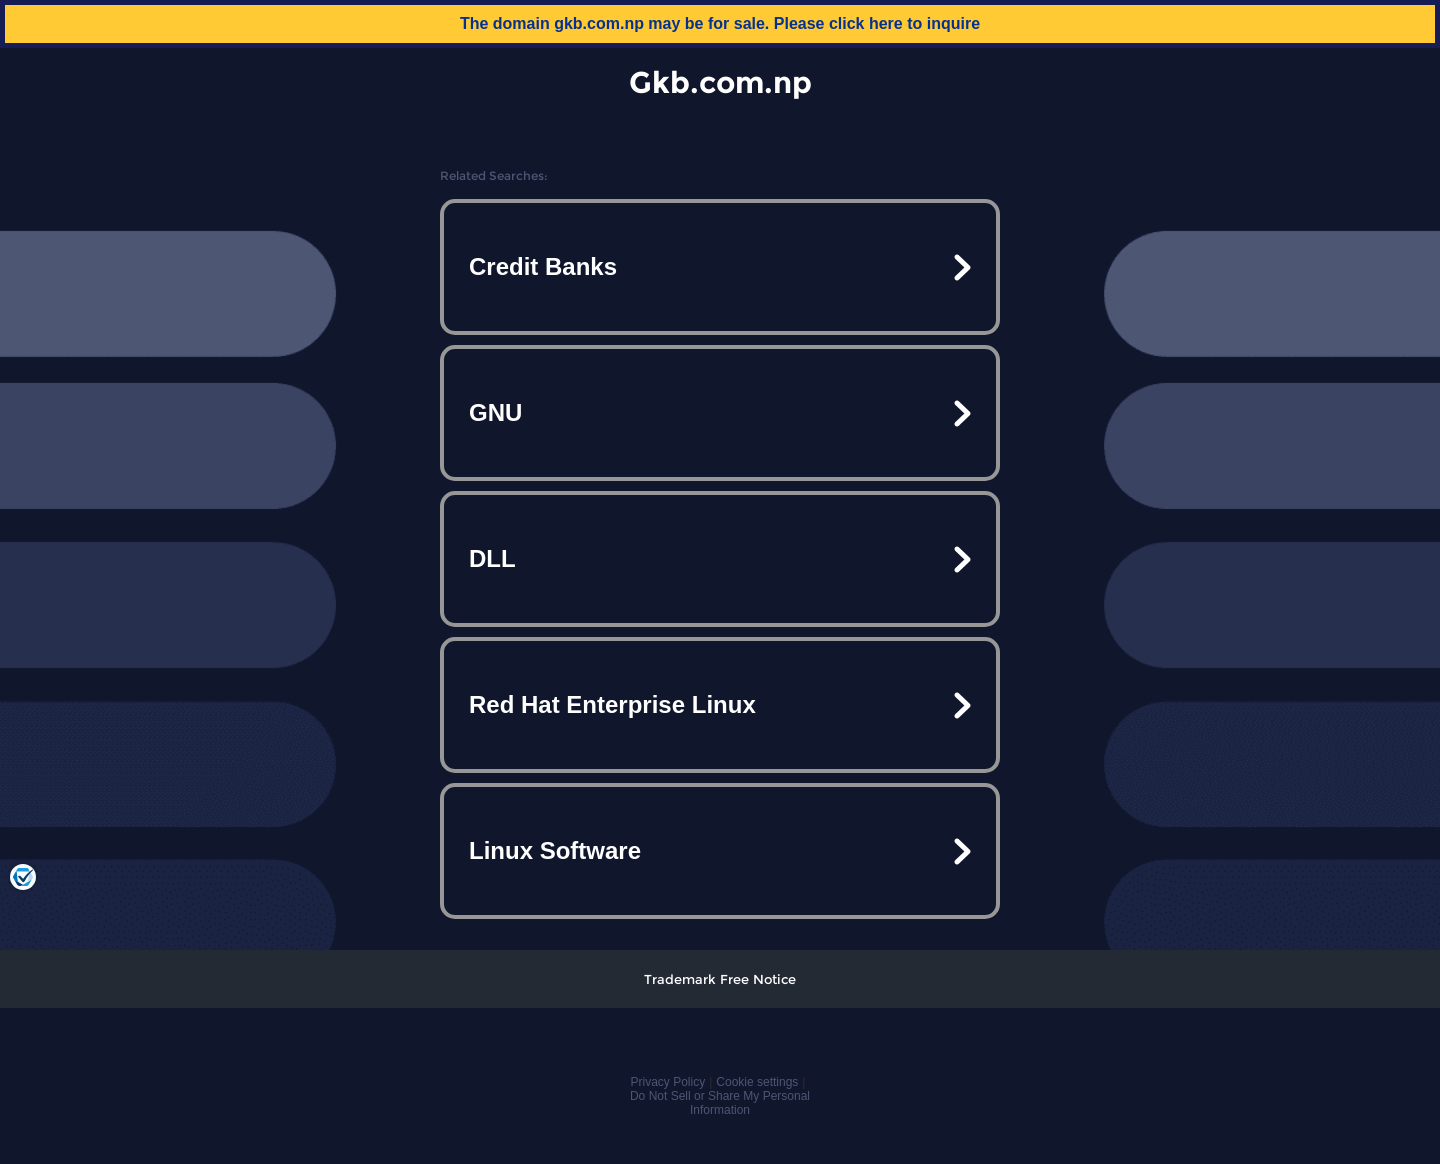 The domain gkb.com.np may be for sale. Please click here to inquire
Gkb.com.np
Related Searches:
Credit Banks
GNU
DLL
Red Hat Enterprise Linux
Linux Software
Trademark Free Notice
Privacy Policy | Cookie settings |
Do Not Sell or Share My Personal
Information